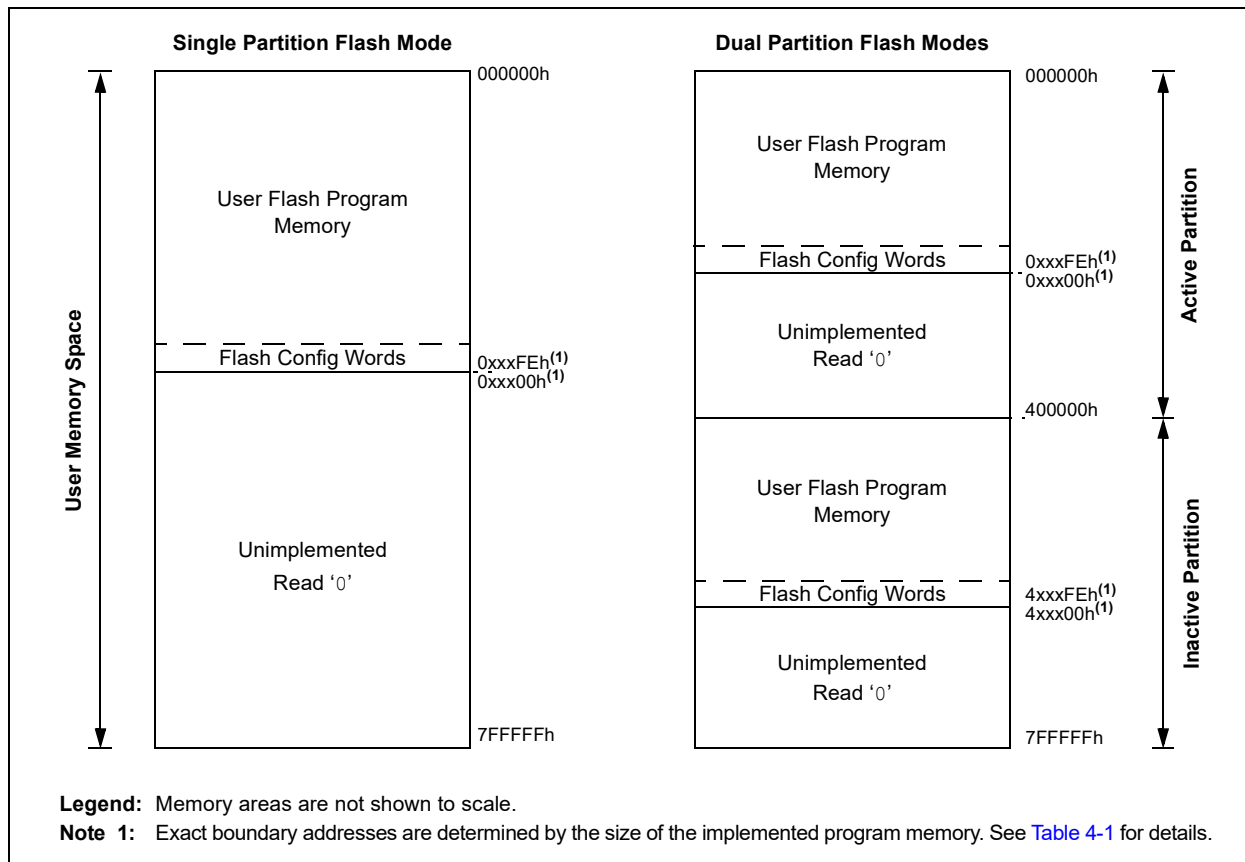 Single Partition Flash Mode
000000h
User Flash Program
Memory
Flash Config Words
0xxxFEh(1)
0xxx00h(1)
Unimplemented
Read ‘0’
7FFFFFh
User Memory Space
Dual Partition Flash Modes
000000h
User Flash Program
Memory
Flash Config Words
0xxxFEh(1)
0xxx00h(1)
Unimplemented
Read ‘0’
400000h
User Flash Program
Memory
Flash Config Words
4xxxFEh(1)
4xxx00h(1)
Unimplemented
Read ‘0’
7FFFFFh
Active Partition
Inactive Partition
Legend: Memory areas are not shown to scale.
Note 1: Exact boundary addresses are determined by the size of the implemented program memory. See Table 4-1 for details.